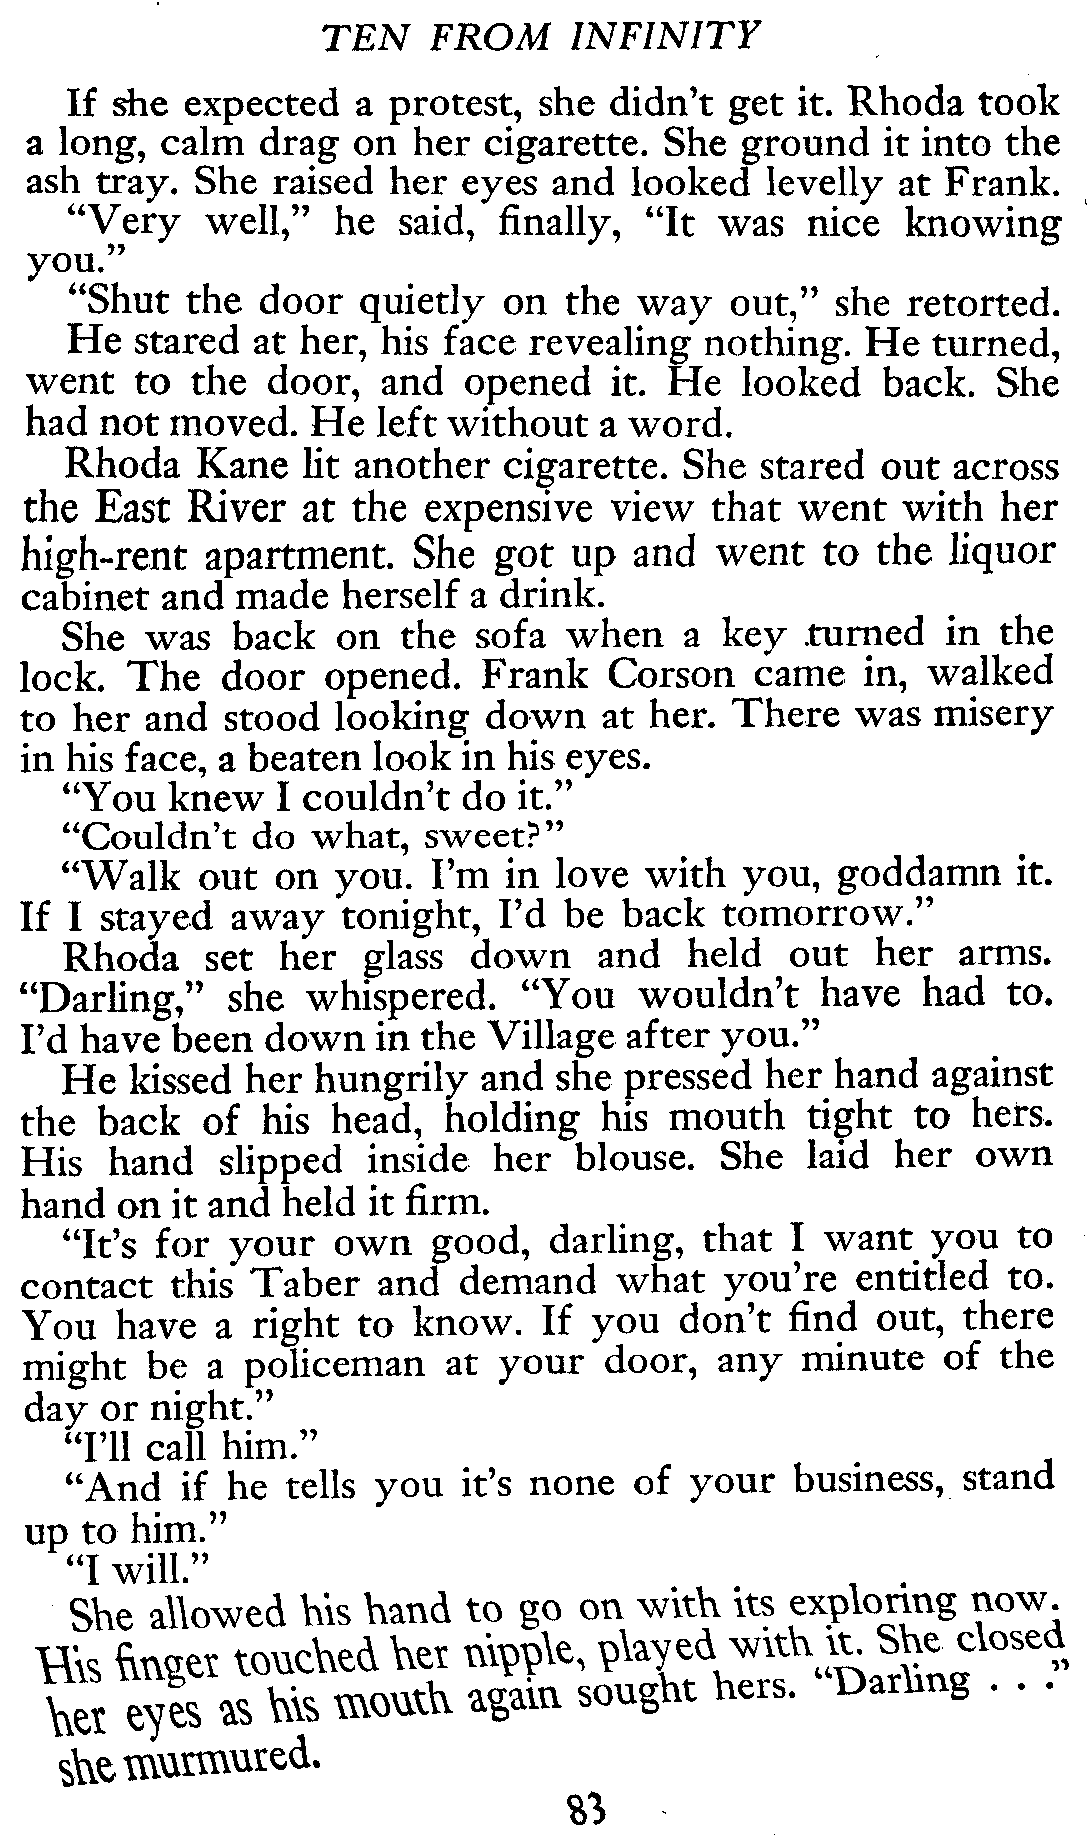 TEN FROM INFINITY
If she expected a protest, she didn't get it. Rhoda took
a long, calm drag on her cigarette. She ground it into the
ash tray. She raised her eyes and looked levelly at Frank.
“Very well,” he said, finally, “It was nice knowing
you.”
“Shut the door quietly on the way out,” she retorted.
He stared at her, his face revealing nothing. He turned,
went to the door, and opened it. He looked back. She
had not moved. He left without a word.
Rhoda Kane lit another cigarette. She stared out across
the East River at the expensive view that went with her
high-rent apartment. She got up and went to the liquor
cabinet and made herself a drink.
She was back on the sofa when a key turned in the
lock. The door opened. Frank Corson came in, walked
to her and stood looking down at her. There was misery
in his face, a beaten look in his eyes.
“You knew I couldn't do it.”
“Couldn't do what, sweet?”
“Walk out on you. I'm in love with you, goddamn it.
If I stayed away tonight, I'd be back tomorrow.”
Rhoda set her glass down and held out her arms.
“Darling,” she whispered. “You wouldn't have had to.
I'd have been down in the Village after you.”
He kissed her hungrily and she pressed her hand against
the back of his head, holding his mouth tight to hers.
His hand slipped inside her blouse. She laid her own
hand on it and held it firm.
“It's for your own good, darling, that I want you to
contact this Taber and demand what you're entitled to.
You have a right to know. If you don't find out, there
might be a policeman at your door, any minute of the
day or night.”
“I'll call him.”
“And if he tells you it's none of your business, stand
up to him.”
“I will.”
She allowed his hand to go on with its exploring now.
His finger touched her nipple, played with it. She closed
her eyes as his mouth again sought hers. “Darling . . .”
she murmured.
83